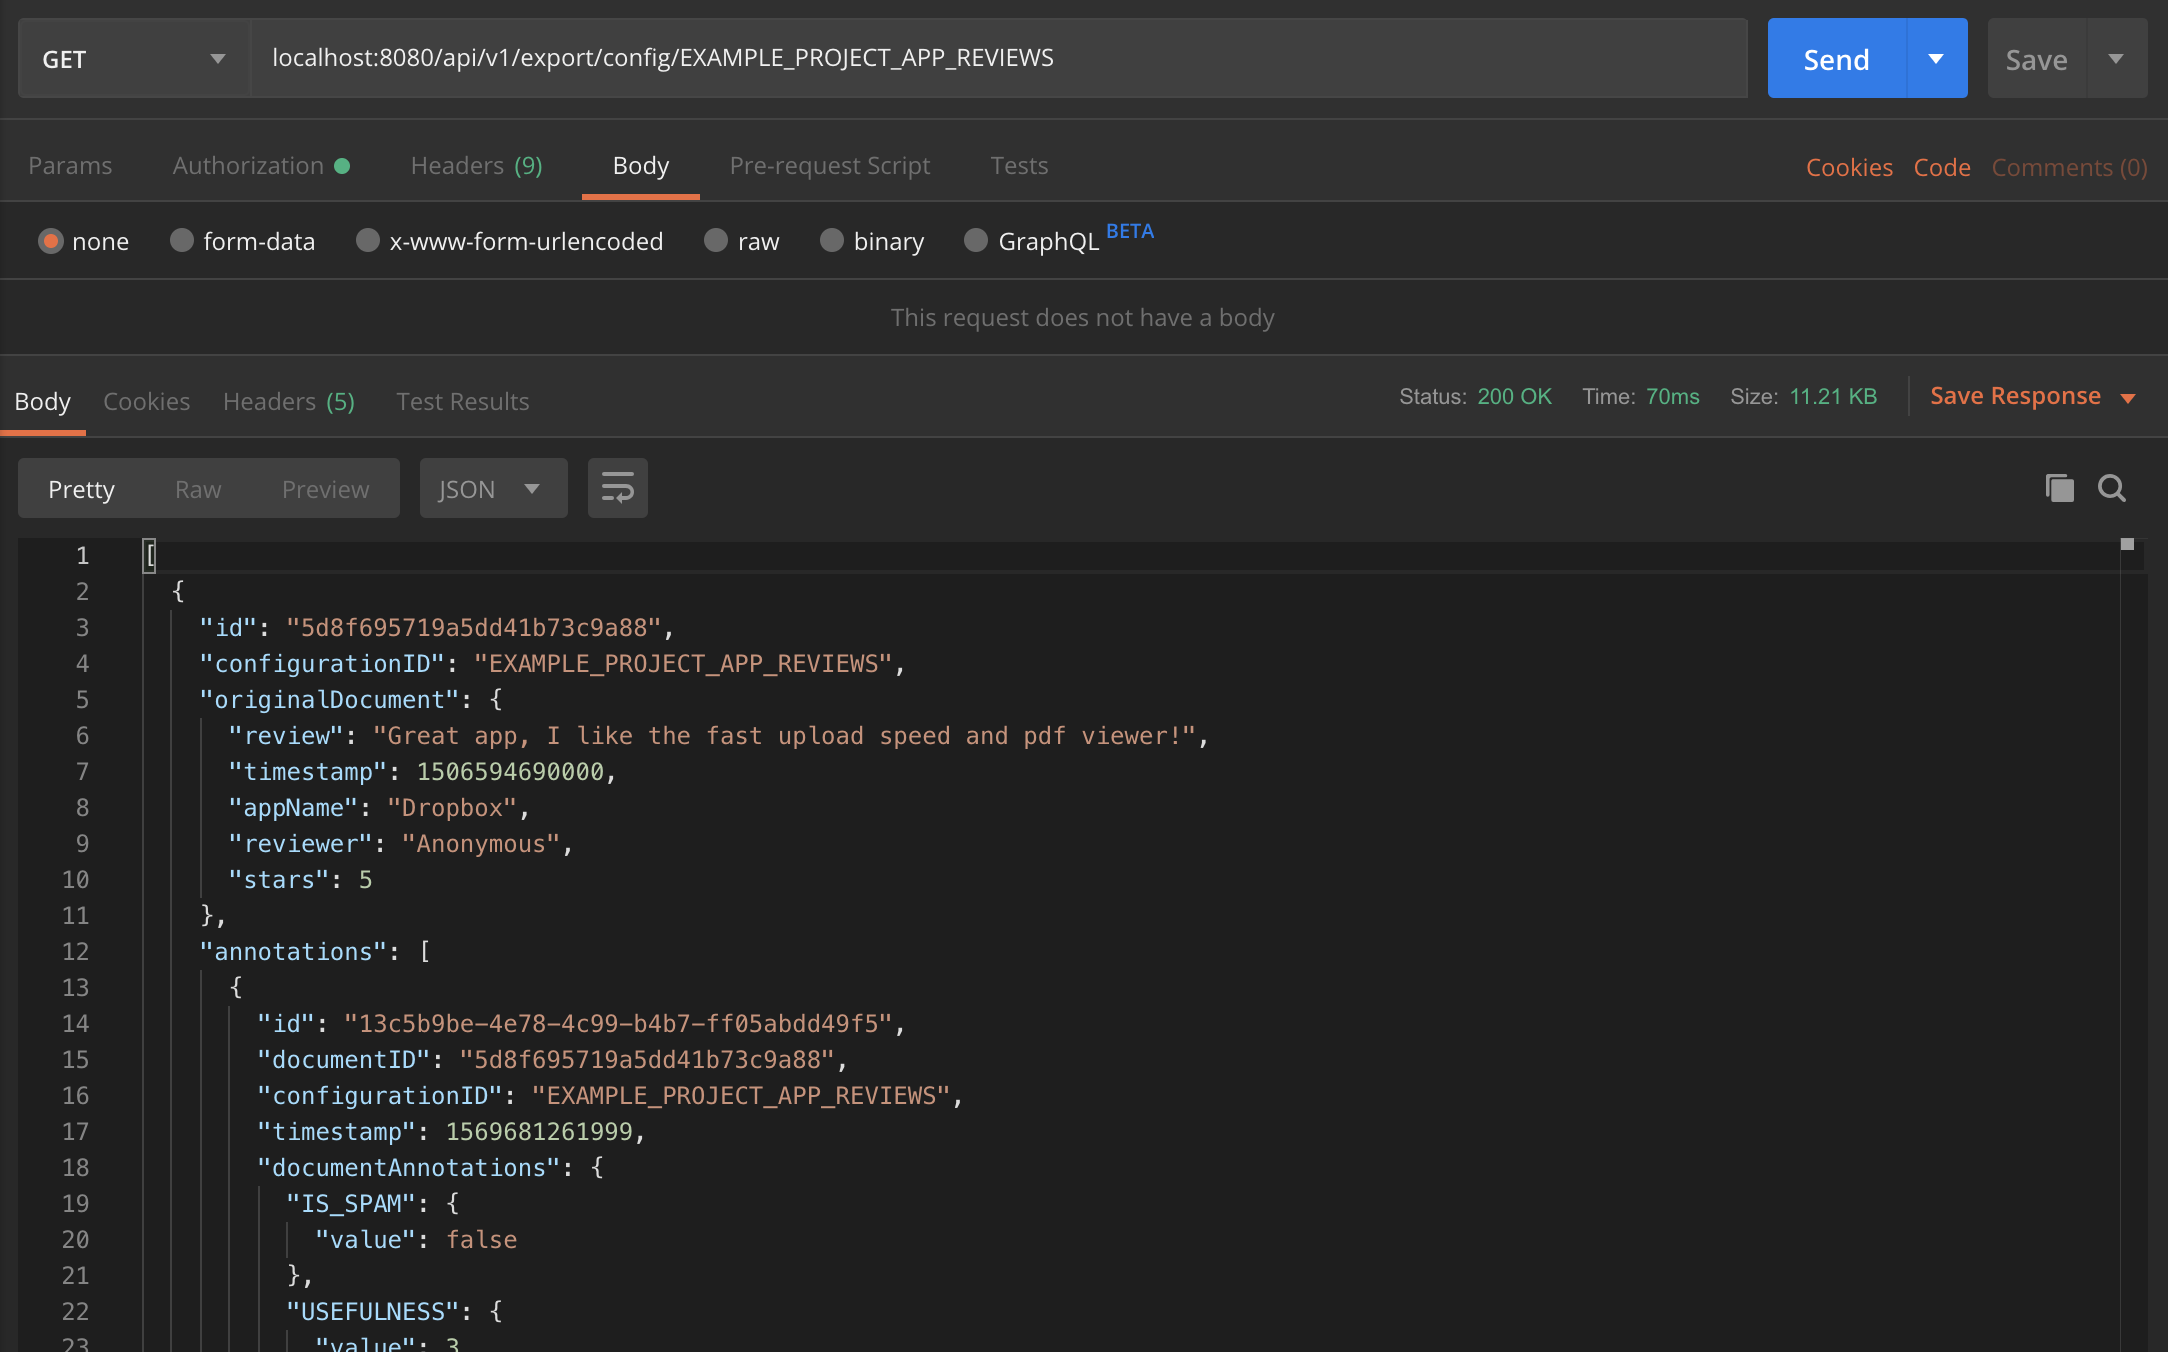 GET localhost:8080/api/v1/export/config/EXAMPLE_PROJECT_APP_REVIEWS Send Save
Params Authorization Headers (9) Body Pre-request Script Tests Cookies Code Comments (0)
none form-data x-www-form-urlencoded raw binary GraphQL BETA
This request does not have a body
Body Cookies Headers (5) Test Results Status: 200 OK Time: 70ms Size: 11.21 KB Save Response
Pretty Raw Preview JSON
1 [
2 {
3 "id": "5d8f695719a5dd41b73c9a88",
4 "configurationID": "EXAMPLE_PROJECT_APP_REVIEWS",
5 "originalDocument": {
6 "review": "Great app, I like the fast upload speed and pdf viewer!",
7 "timestamp": 1506594690000,
8 "appName": "Dropbox",
9 "reviewer": "Anonymous",
10 "stars": 5
11 },
12 "annotations": [
13 {
14 "id": "13c5b9be-4e78-4c99-b4b7-ff05abdd49f5",
15 "documentID": "5d8f695719a5dd41b73c9a88",
16 "configurationID": "EXAMPLE_PROJECT_APP_REVIEWS",
17 "timestamp": 1569681261999,
18 "documentAnnotations": {
19 "IS_SPAM": {
20 "value": false
21 },
22 "USEFULNESS": {
23 "value": 3